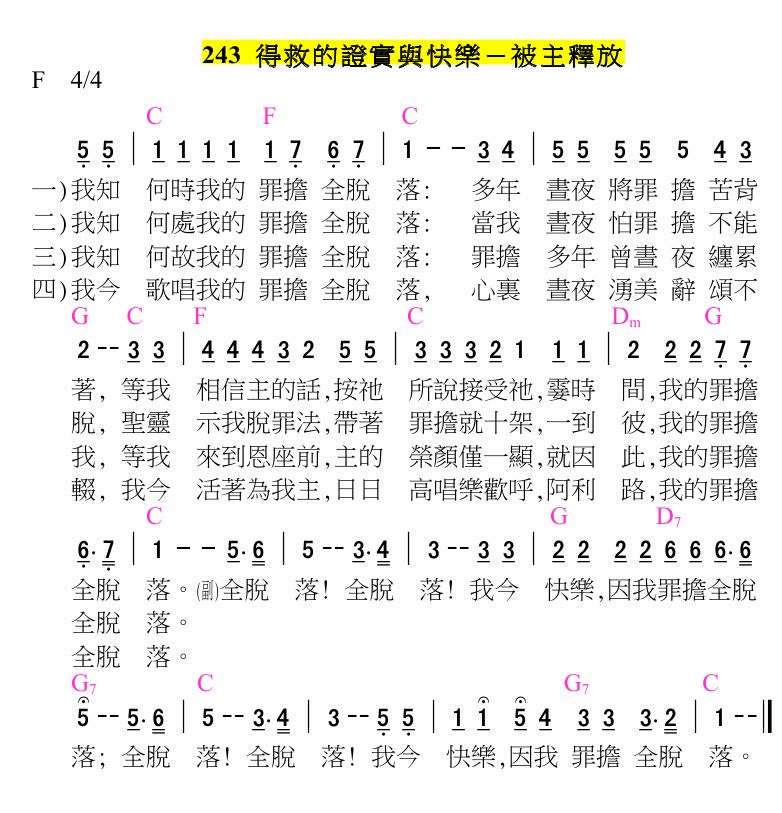 243 得救的證實與快樂－被主釋放
F 4/4
C F C
5 5 | 1 1 1 1 1 7 6 7 | 1 - - 3 4 | 5 5 5 5 5 4 3
一)我知 何時我的 罪擔 全脫 落: 多年 晝夜 將罪 擔 苦背
二)我知 何處我的 罪擔 全脫 落: 當我 晝夜 怕罪 擔 不能
三)我知 何故我的 罪擔 全脫 落: 罪擔 多年 曾晝 夜 纏累
四)我今 歌唱我的 罪擔 全脫 落, 心裏 晝夜 湧美 辭 頌不
G C F C Dm G
2 - - 3 3 | 4 4 4 3 2 5 5 | 3 3 3 2 1 1 1 | 2 2 2 7 7
著, 等我 相信主的話,按祂 所說接受祂,霎時 間,我的罪擔
脫, 聖靈 示我脫罪法,帶著 罪擔就十架,一到 彼,我的罪擔
我, 等我 來到恩座前,主的 榮顏僅一顯,就因 此,我的罪擔
輟, 我今 活著為我主,日日 高唱樂歡呼,阿利 路,我的罪擔
C G D7
6. 7 | 1 - - 5. 6 | 5 - - 3. 4 | 3 - - 3 3 | 2 2 2 2 6 6 6. 6
全脫 落。(副)全脫 落! 全脫 落! 我今 快樂,因我罪擔全脫
全脫 落。
全脫 落。
G7 C G7 C
5 - - 5. 6 | 5 - - 3. 4 | 3 - - 5 5 | 1 1 5 4 3 3 3. 2 | 1 - - ||
落; 全脫 落! 全脫 落! 我今 快樂,因我 罪擔 全脫 落。